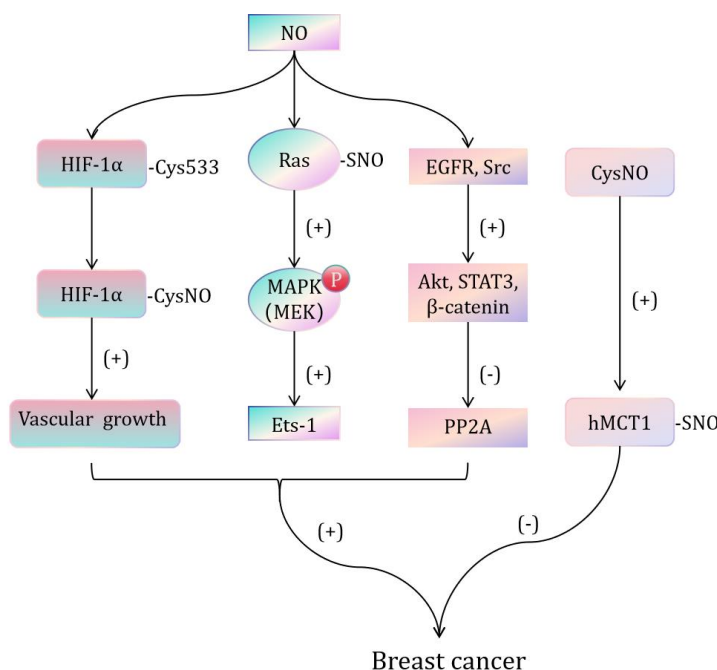 NO
HIF-1α -Cys533
Ras -SNO
EGFR, Src
CysNO
(+)
(+)
HIF-1α -CysNO
MAPK
(MEK)
P
Akt, STAT3,
β-catenin
(+)
(+)
(+)
(-)
Vascular growth
Ets-1
PP2A
hMCT1 -SNO
(+)
(-)
Breast cancer